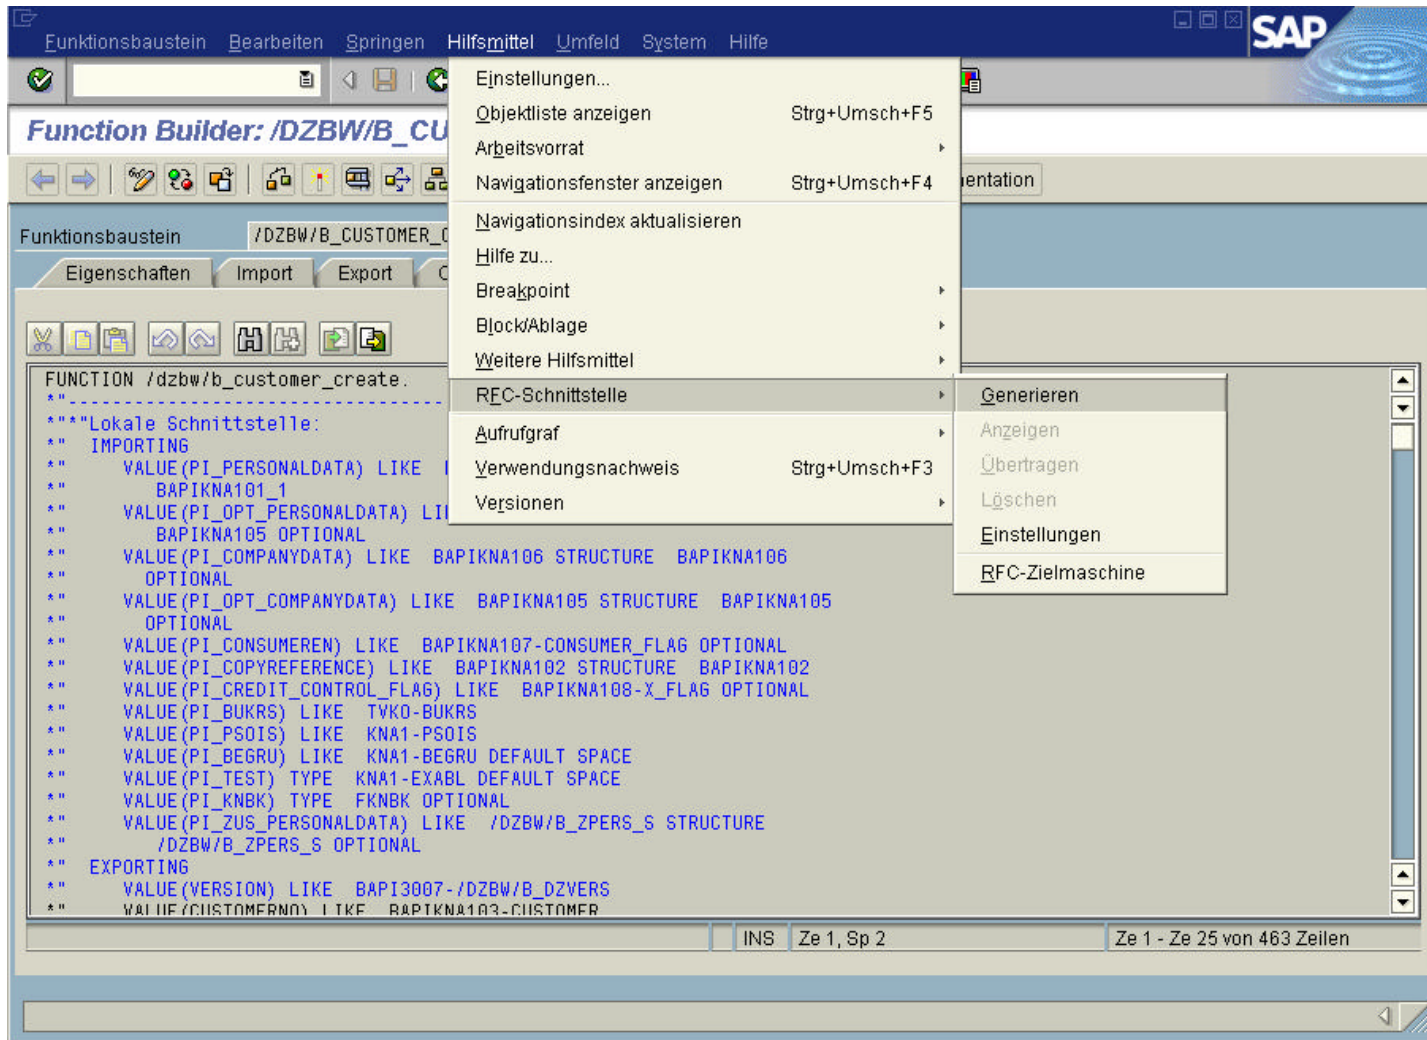 Funktionsbaustein Bearbeiten Springen Hilfsmittel Umfeld System Hilfe
SAP
Einstellungen...
Objektliste anzeigen Strg+Umsch+F5
Arbeitsvorrat
Navigationsfenster anzeigen Strg+Umsch+F4
Navigationsindex aktualisieren
Hilfe zu...
Breakpoint
Block/Ablage
Weitere Hilfsmittel
RFC-Schnittstelle
Aufrufgraf
Verwendungsnachweis Strg+Umsch+F3
Versionen
Generieren
Anzeigen
Übertragen
Löschen
Einstellungen
RFC-Zielmaschine
Function Builder: /DZBW/B_CU
entation
Funktionsbaustein /DZBW/B_CUSTOMER_C
Eigenschaften Import Export C
FUNCTION /dzbw/b_customer_create.
*"----------------------------------
*"*"Lokale Schnittstelle:
*" IMPORTING
*" VALUE(PI_PERSONALDATA) LIKE
*" BAPIKNA101_1
*" VALUE(PI_OPT_PERSONALDATA) LI
*" BAPIKNA105 OPTIONAL
*" VALUE(PI_COMPANYDATA) LIKE BAPIKNA106 STRUCTURE BAPIKNA106
*" OPTIONAL
*" VALUE(PI_OPT_COMPANYDATA) LIKE BAPIKNA105 STRUCTURE BAPIKNA105
*" OPTIONAL
*" VALUE(PI_CONSUMEREN) LIKE BAPIKNA107-CONSUMER_FLAG OPTIONAL
*" VALUE(PI_COPYREFERENCE) LIKE BAPIKNA102 STRUCTURE BAPIKNA102
*" VALUE(PI_CREDIT_CONTROL_FLAG) LIKE BAPIKNA108-X_FLAG OPTIONAL
*" VALUE(PI_BUKRS) LIKE TVKO-BUKRS
*" VALUE(PI_PSOIS) LIKE KNA1-PSOIS
*" VALUE(PI_BEGRU) LIKE KNA1-BEGRU DEFAULT SPACE
*" VALUE(PI_TEST) TYPE KNA1-EXABL DEFAULT SPACE
*" VALUE(PI_KNBK) TYPE FKNBK OPTIONAL
*" VALUE(PI_ZUS_PERSONALDATA) LIKE /DZBW/B_ZPERS_S STRUCTURE
*" /DZBW/B_ZPERS_S OPTIONAL
*" EXPORTING
*" VALUE(VERSION) LIKE BAPI3007-/DZBW/B_DZVERS
*" VALUE(CUSTOMERNO) LIKE BAPIKNA103-CUSTOMER
INS Ze 1, Sp 2 Ze 1 - Ze 25 von 463 Zeilen